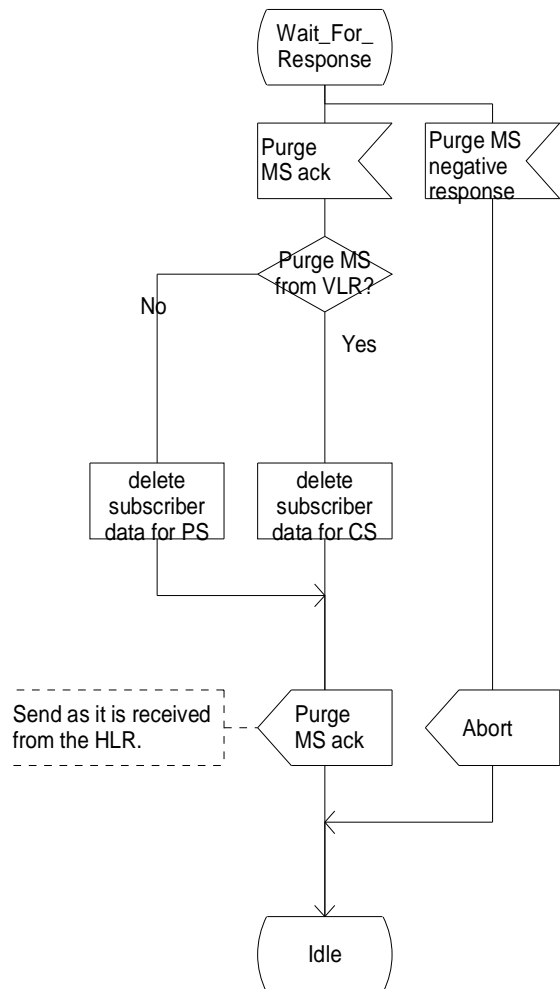 Wait_For_
Response
Purge
MS ack
Purge MS
negative
response
Purge MS
from VLR?
No
Yes
delete
subscriber
data for PS
delete
subscriber
data for CS
Send as it is received
from the HLR.
Purge
MS ack
Abort
Idle